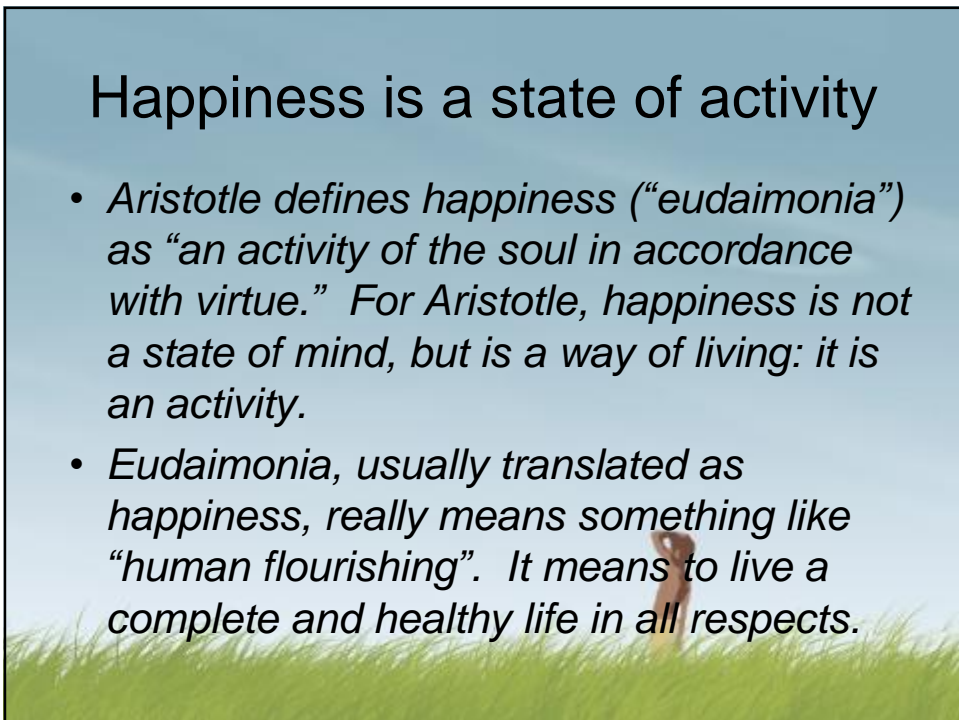 Happiness is a state of activity
• Aristotle defines happiness (“eudaimonia”)
as “an activity of the soul in accordance
with virtue.”  For Aristotle, happiness is not
a state of mind, but is a way of living: it is
an activity.
• Eudaimonia, usually translated as
happiness, really means something like
“human flourishing”.  It means to live a
complete and healthy life in all respects.